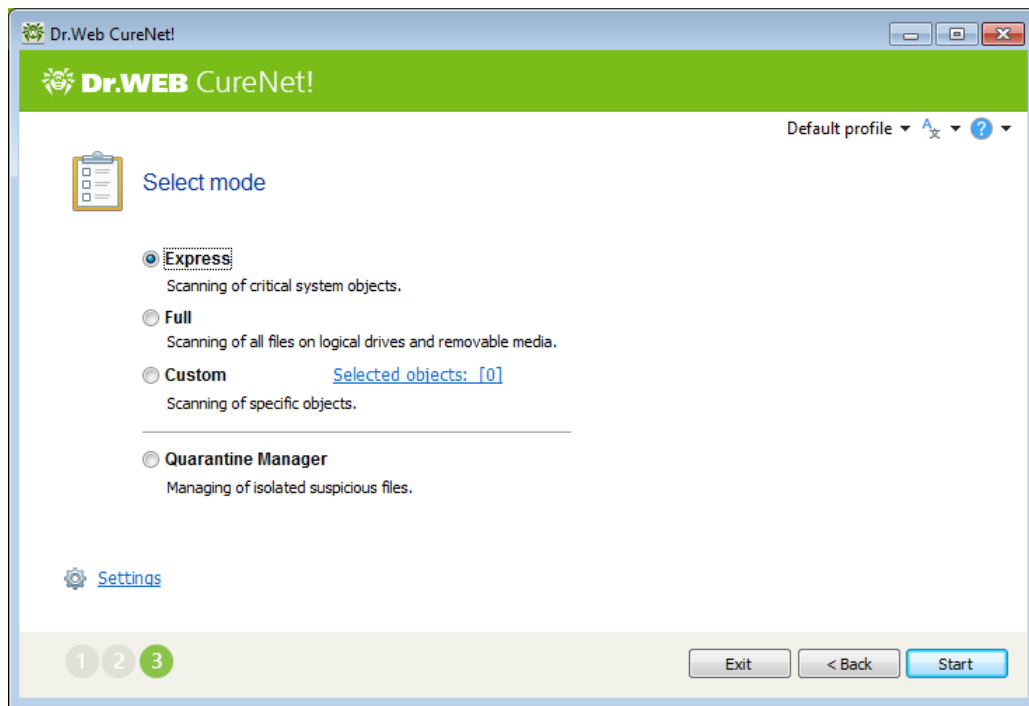 Dr.Web CureNet!
Dr.WEB CureNet!
Default profile
Select mode
Express
Scanning of critical system objects.
Full
Scanning of all files on logical drives and removable media.
Custom Selected objects: [0]
Scanning of specific objects.
Quarantine Manager
Managing of isolated suspicious files.
Settings
1 2 3 Exit < Back Start